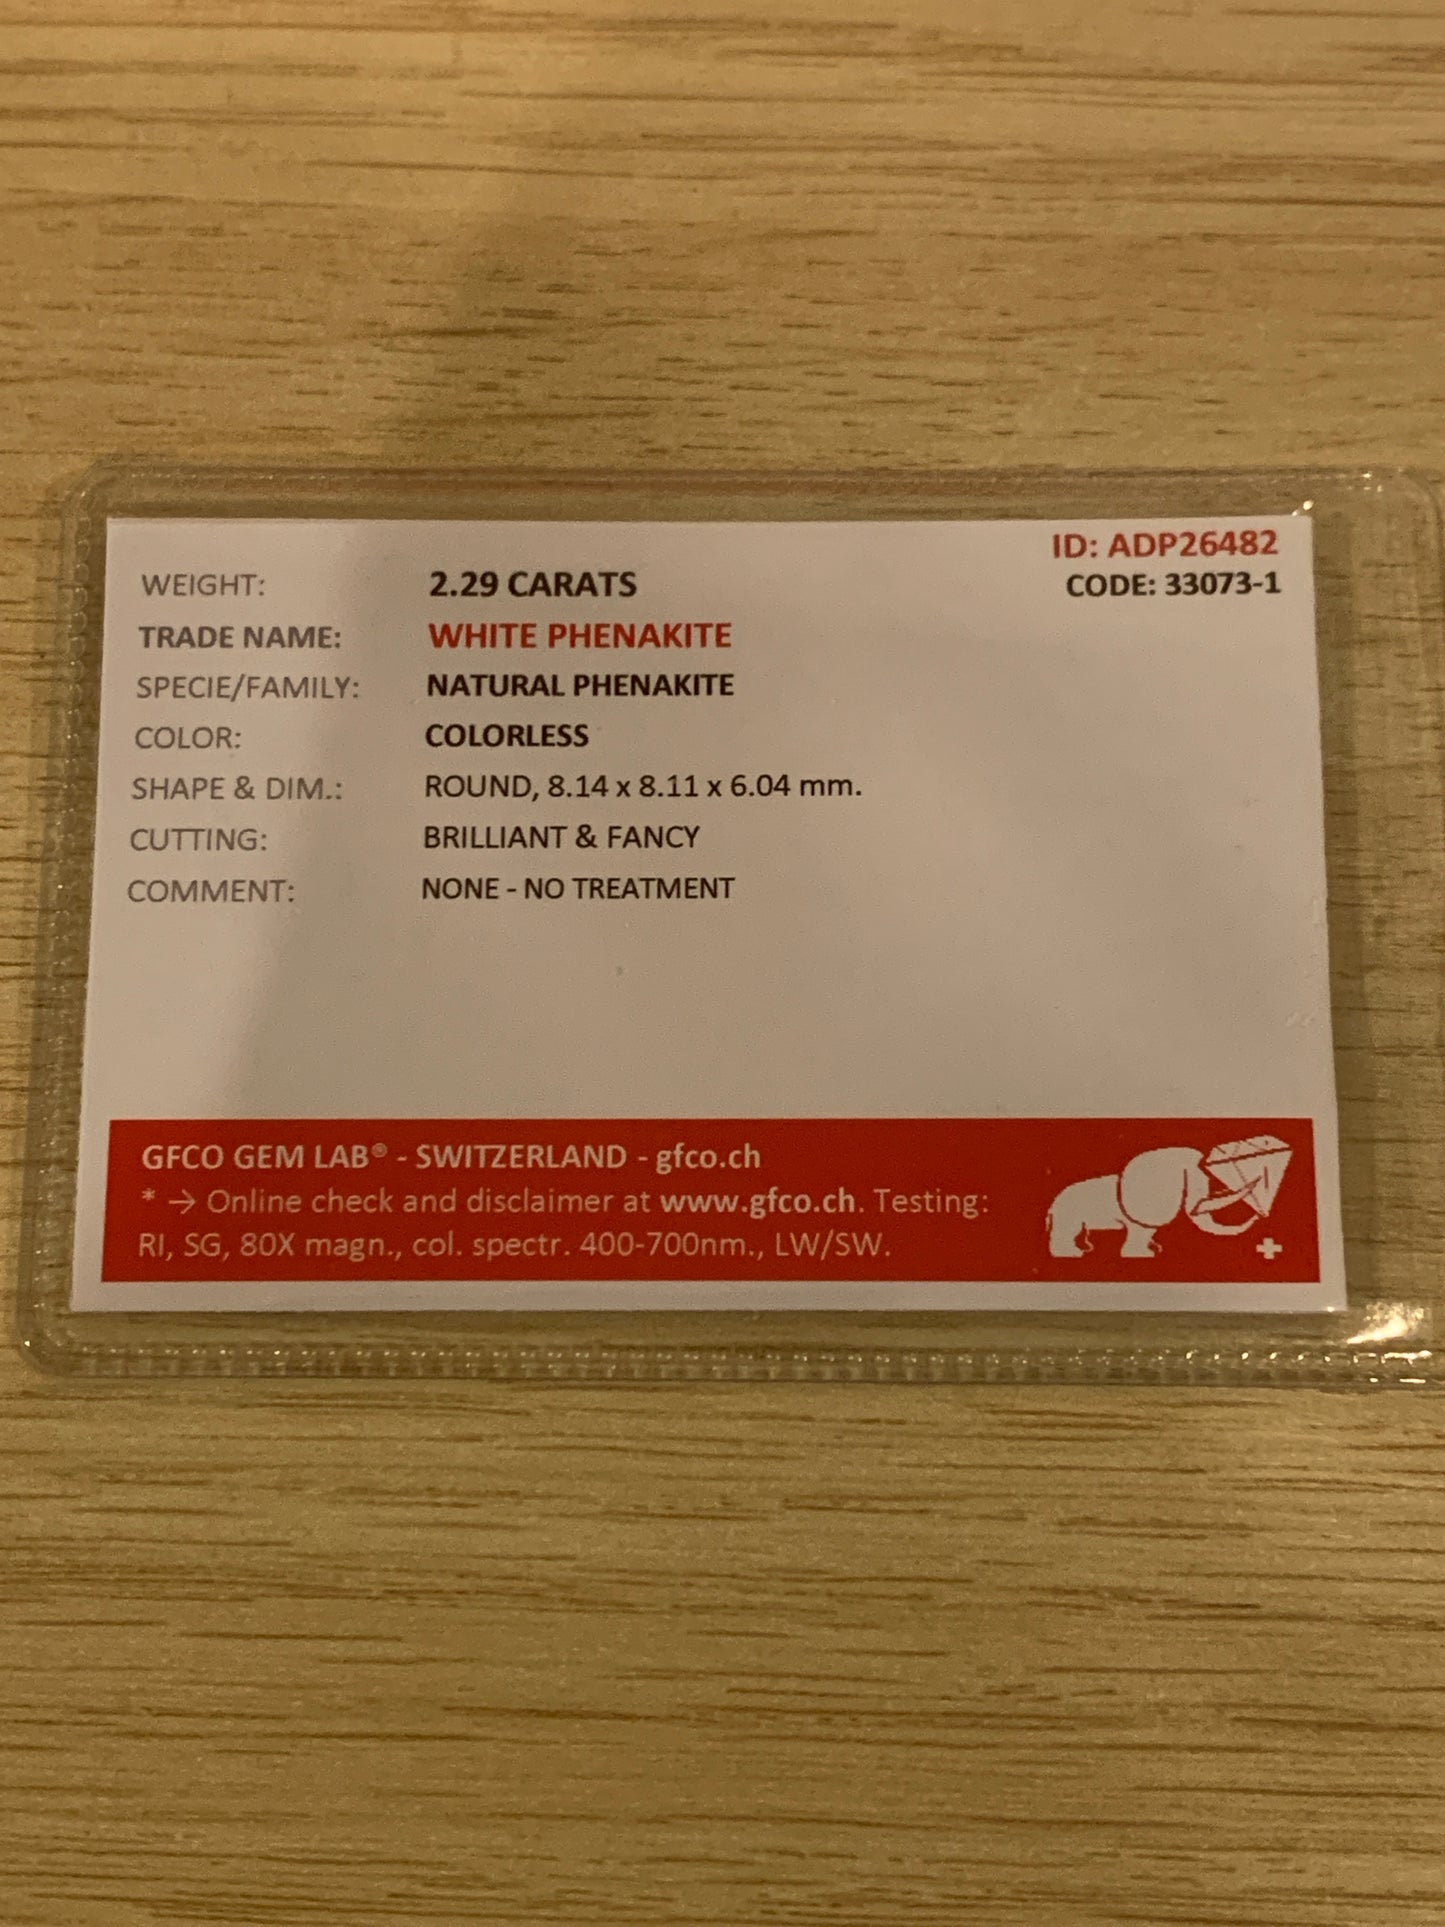 ID: ADP26482
WEIGHT: 2.29 CARATS CODE: 33073-1
TRADE NAME: WHITE PHENAKITE
SPECIE/FAMILY: NATURAL PHENAKITE
COLOR: COLORLESS
SHAPE & DIM.: ROUND, 8.14 x 8.11 x 6.04 mm.
CUTTING: BRILLIANT & FANCY
COMMENT: NONE - NO TREATMENT
GFCO GEM LAB® - SWITZERLAND - gfco.ch
* → Online check and disclaimer at www.gfco.ch. Testing:
RI, SG, 80X magn., col. spectr. 400-700nm., LW/SW.